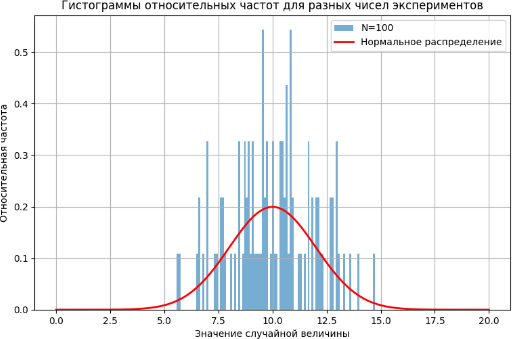 Гистограммы относительных частот для разных чисел экспериментов
N=100
Нормальное распределение
Относительная частота
0.5
0.4
0.3
0.2
0.1
0.0
0.0 2.5 5.0 7.5 10.0 12.5 15.0 17.5 20.0
Значение случайной величины